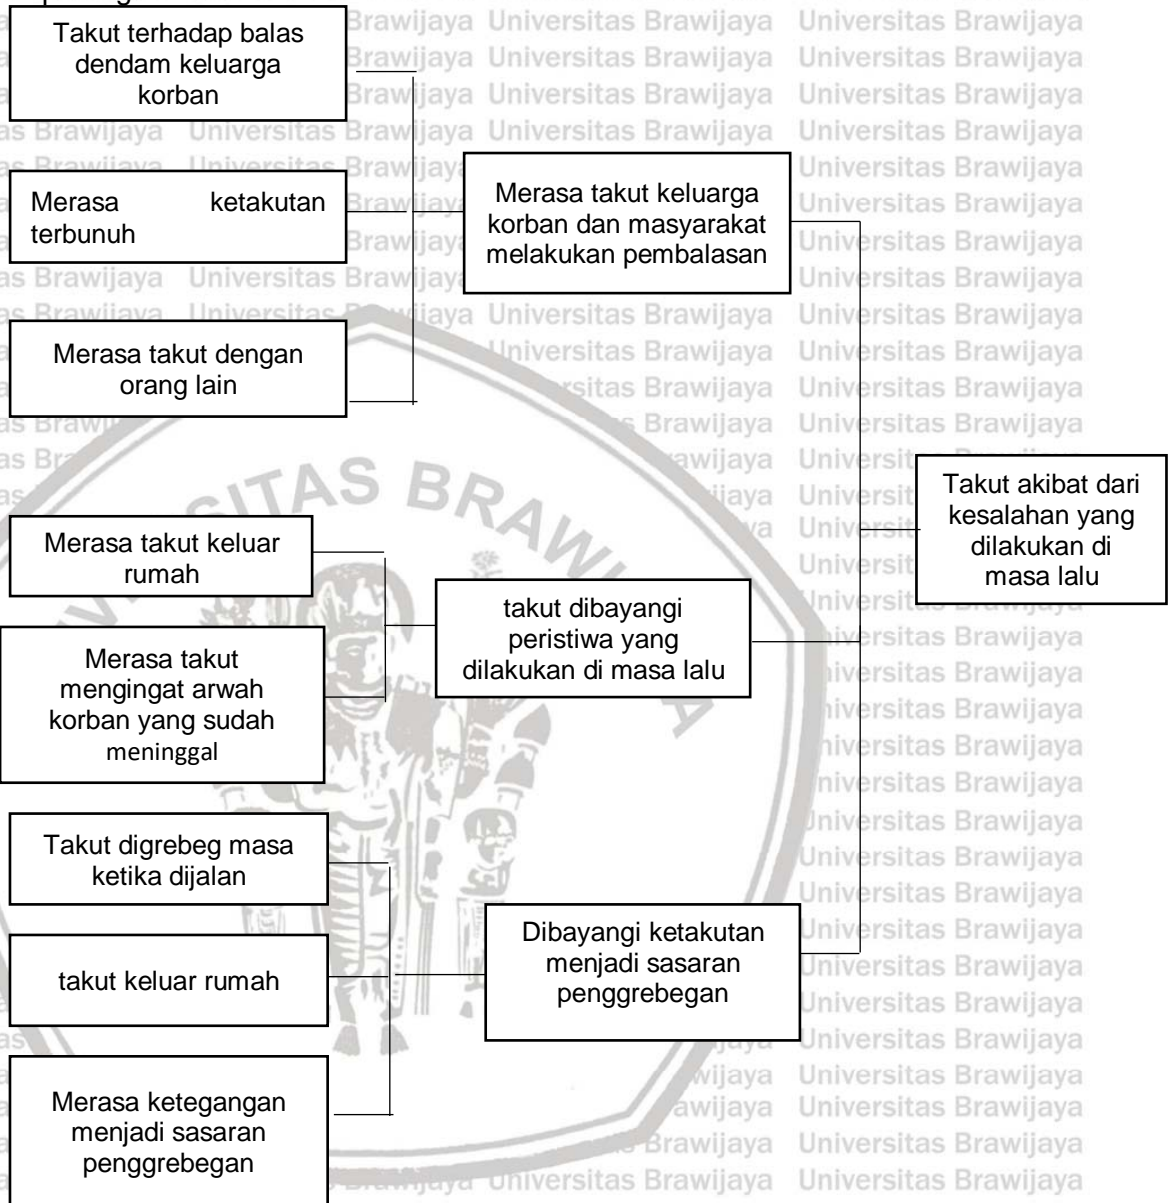 Takut terhadap balas
dendam keluarga
korban
Merasa ketakutan
terbunuh
Merasa takut dengan
orang lain
Merasa takut keluarga
korban dan masyarakat
melakukan pembalasan
Merasa takut keluar
rumah
Merasa takut
mengingat arwah
korban yang sudah
meninggal
takut dibayangi
peristiwa yang
dilakukan di masa lalu
Takut digrebeg masa
ketika dijalan
takut keluar rumah
Merasa ketegangan
menjadi sasaran
penggrebegan
Dibayangi ketakutan
menjadi sasaran
penggrebegan
Takut akibat dari
kesalahan yang
dilakukan di
masa lalu